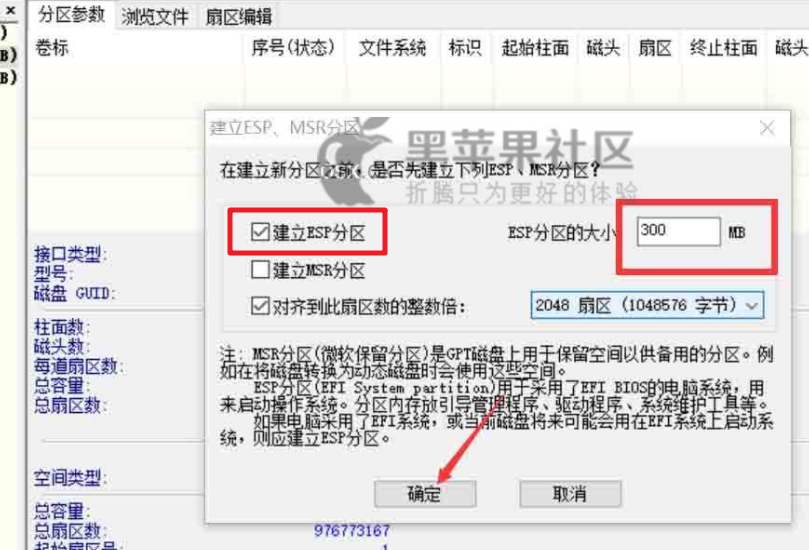 ×
分区参数 浏览文件 扇区编辑
)
B)
B)
卷标 序号(状态) 文件系统 标识 起始柱面 磁头 扇区 终止柱面 磁头
建立ESP、MSR分区
黑苹果社区
在建立新分区之前，是否先建立下列ESP、MSR分区？
折腾只为更好的体验
建立ESP分区 ESP分区的大小 300 MB
建立MSR分区
对齐到此扇区数的整数倍: 2048 扇区 (1048576 字节)
接口类型:
型号:
磁盘 GUID:
柱面数:
磁头数:
每道扇区数:
总容量:
总扇区数:
注: MSR分区(微软保留分区)是GPT磁盘上用于保留空间以供备用的分区。例
如在将磁盘转换为动态磁盘时会使用这些空间。
ESP分区(EFI System partition)用于采用了EFI BIOS的电脑系统，用
来启动操作系统。分区内存放引导管理程序、驱动程序、系统维护工具等。
如果电脑采用了EFI系统，或当前磁盘将来可能会用在EFI系统上启动系
统，则应建立ESP分区。
确定 取消
空间类型:
总容量:
总扇区数: 976773167
起始扇区号: 1